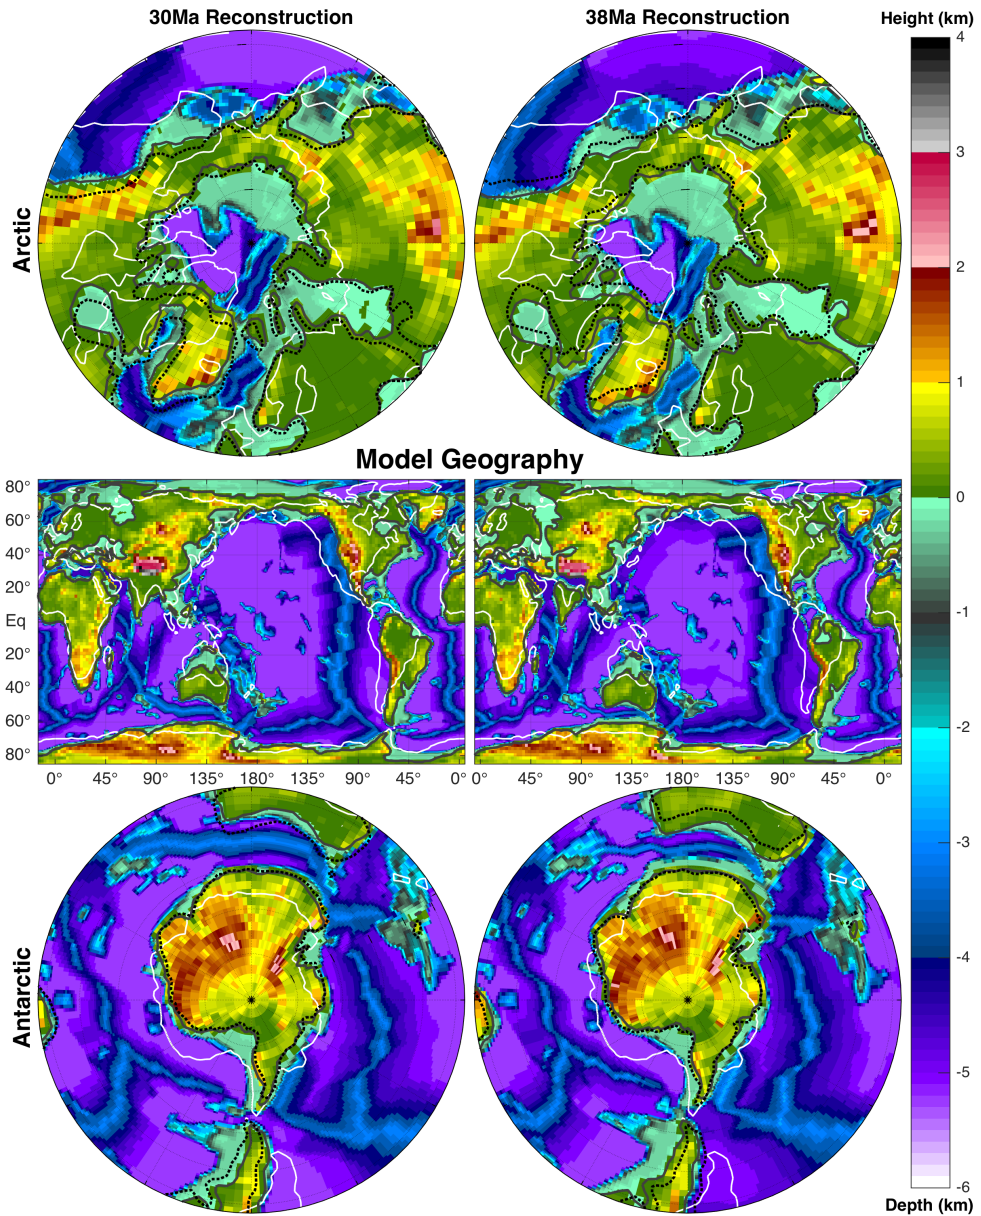 30Ma Reconstruction
38Ma Reconstruction
Height (km)
4
3
2
1
0
-1
-2
-3
-4
-5
-6
Depth (km)
Arctic
Model Geography
80°
60°
40°
20°
Eq
20°
40°
60°
80°
0° 45° 90° 135° 180° 135° 90° 45° 0°
0° 45° 90° 135° 180° 135° 90° 45° 0°
Antarctic